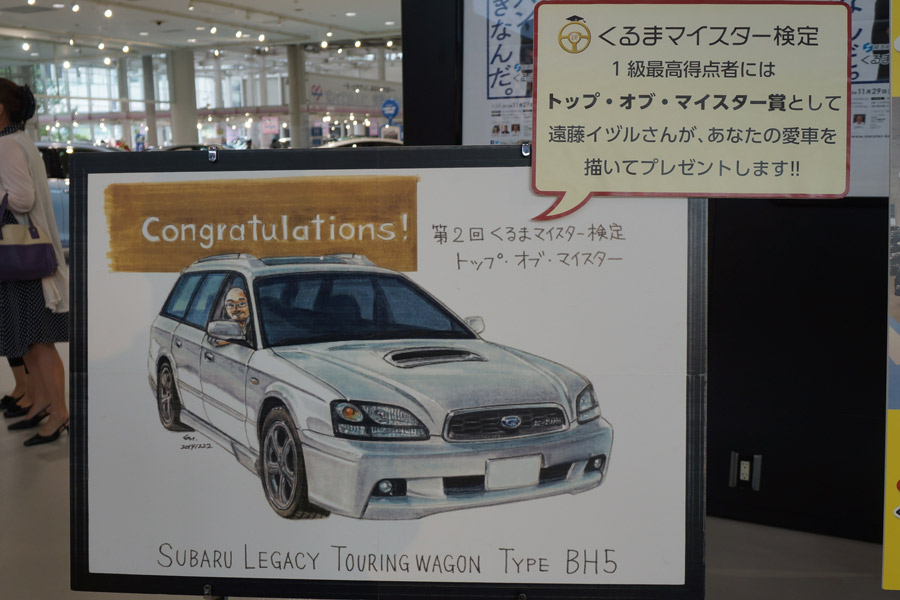 くるまマイスター検定
1級最高得点者には
トップ・オブ・マイスター賞として
遠藤イヅルさんが、あなたの愛車を
描いてプレゼントします!!
Congratulations!
第2回 くるまマイスター検定
トップ・オブ・マイスター
SUBARU LEGACY TOURING WAGON TYPE BH5
きなんだ。